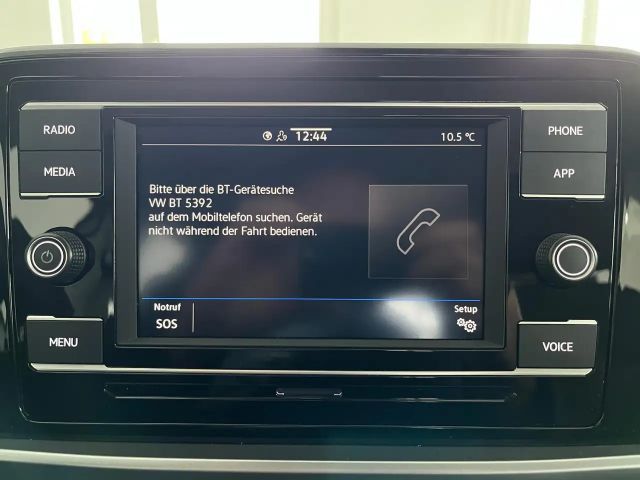 RADIO
MEDIA
MENU
12:44
10.5 °C
Bitte über die BT-Gerätesuche
VW BT 5392
auf dem Mobiltelefon suchen. Gerät
nicht während der Fahrt bedienen.
Notruf
SOS
Setup
PHONE
APP
VOICE